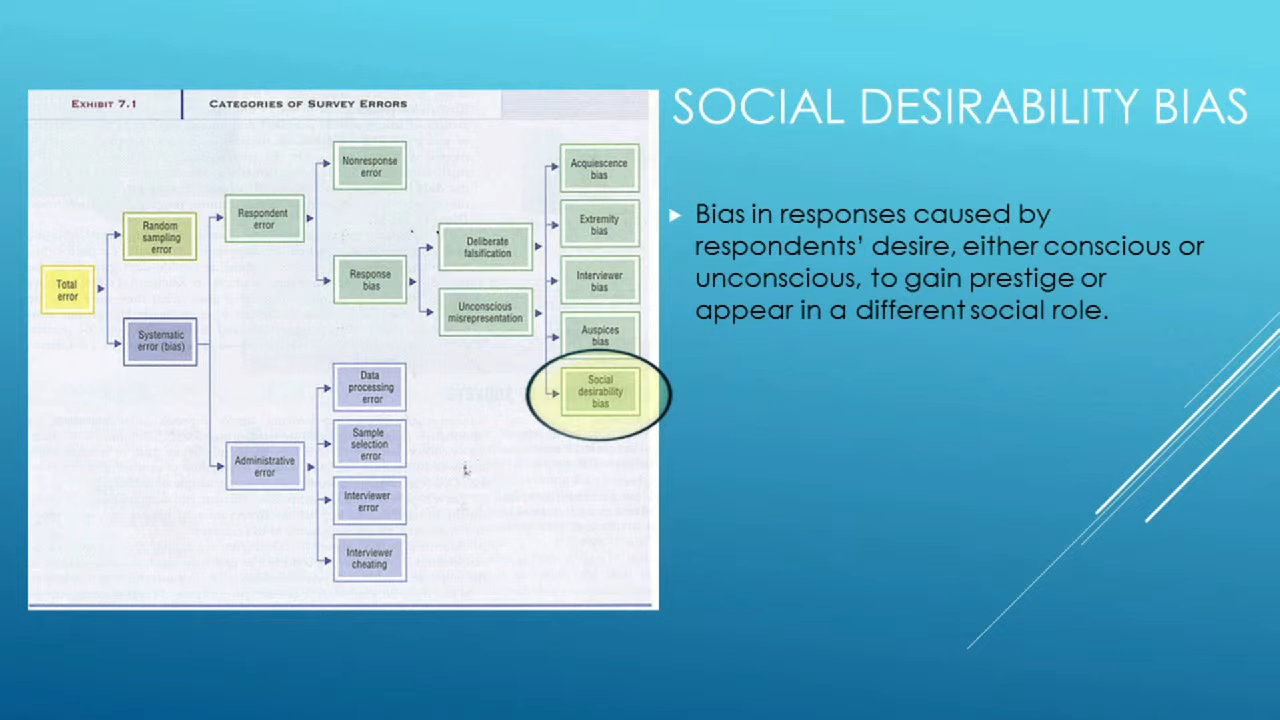 EXHIBIT 7.1
CATEGORIES OF SURVEY ERRORS
Total
error
Random
sampling
error
Systematic
error (bias)
Respondent
error
Administrative
error
Nonresponse
error
Response
bias
Data
processing
error
Sample
selection
error
Interviewer
error
Interviewer
cheating
Deliberate
falsification
Unconscious
misrepresentation
Acquiescence
bias
Extremity
bias
Interviewer
bias
Auspices
bias
Social
desirability
bias
SOCIAL DESIRABILITY BIAS
Bias in responses caused by
respondents’ desire, either conscious or
unconscious, to gain prestige or
appear in a different social role.